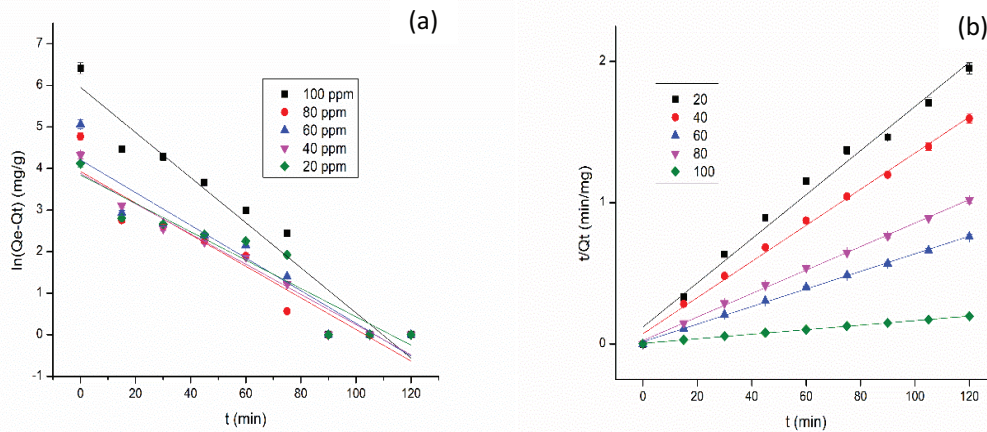 (a)
7
6
5
4
3
2
1
0
-1
ln(Qe-Qt) (mg/g)
100 ppm
80 ppm
60 ppm
40 ppm
20 ppm
0 20 40 60 80 100 120
t (min)
(b)
2
1
0
t/Qt (min/mg)
20
40
60
80
100
0 20 40 60 80 100 120
t (min)